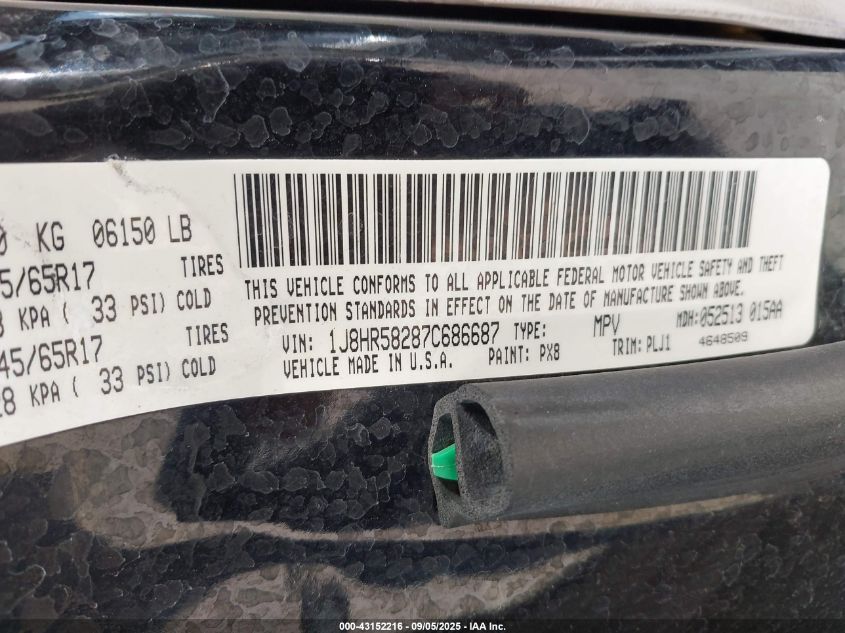 0 KG 06150 LB
5/65R17 TIRES
8 KPA ( 33 PSI) COLD
45/65R17 TIRES
28 KPA ( 33 PSI) COLD
THIS VEHICLE CONFORMS TO ALL APPLICABLE FEDERAL MOTOR VEHICLE SAFETY AND THEFT
PREVENTION STANDARDS IN EFFECT ON THE DATE OF MANUFACTURE SHOWN ABOVE.
VIN: 1J8HR58287C686687 TYPE: MPV MDH:052513 015AA
VEHICLE MADE IN U.S.A. PAINT: PX8 TRIM: PLJ1 4648509
000-43152216 - 09/05/2025 - IAA Inc.